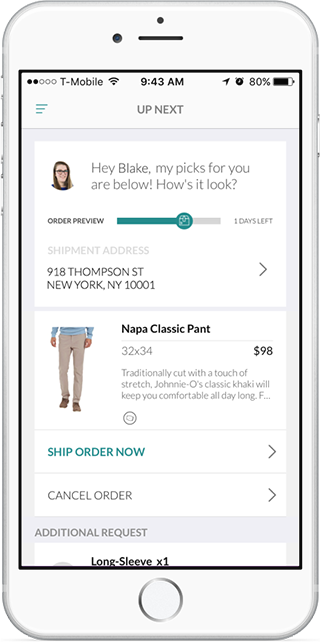 T-Mobile 9:43 AM 80%
UP NEXT
Hey Blake, my picks for you
are below! How's it look?
ORDER PREVIEW 1 DAYS LEFT
SHIPMENT ADDRESS
918 THOMPSON ST
NEW YORK, NY 10001
Napa Classic Pant
32x34 $98
Traditionally cut with a touch of
stretch, Johnnie-O's classic khaki will
keep you comfortable all day long. F...
SHIP ORDER NOW
CANCEL ORDER
ADDITIONAL REQUEST
Long-Sleeve x1